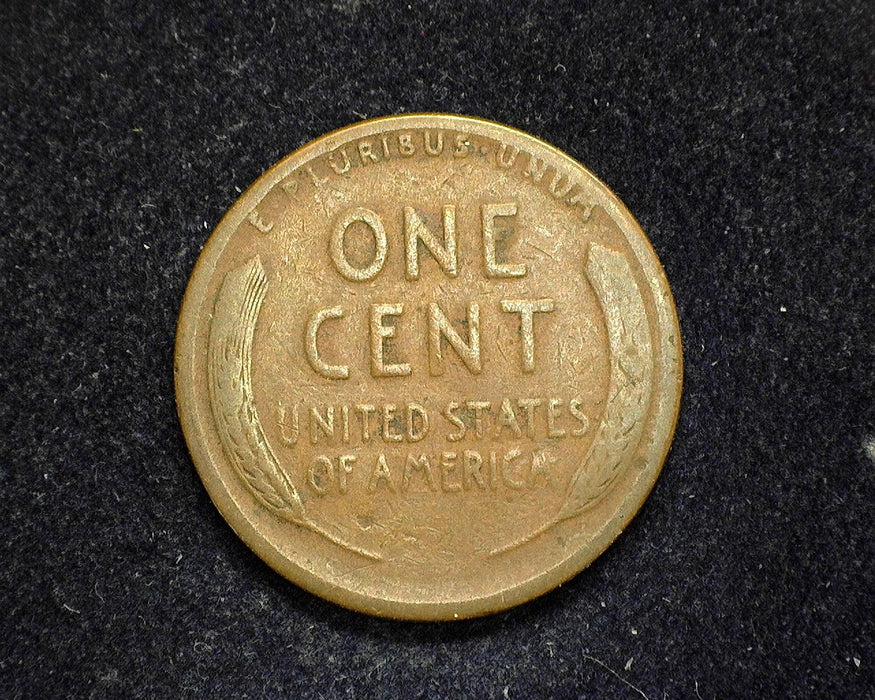 E PLURIBUS·UNUM
ONE
CENT
UNITED STATES
OF AMERICA